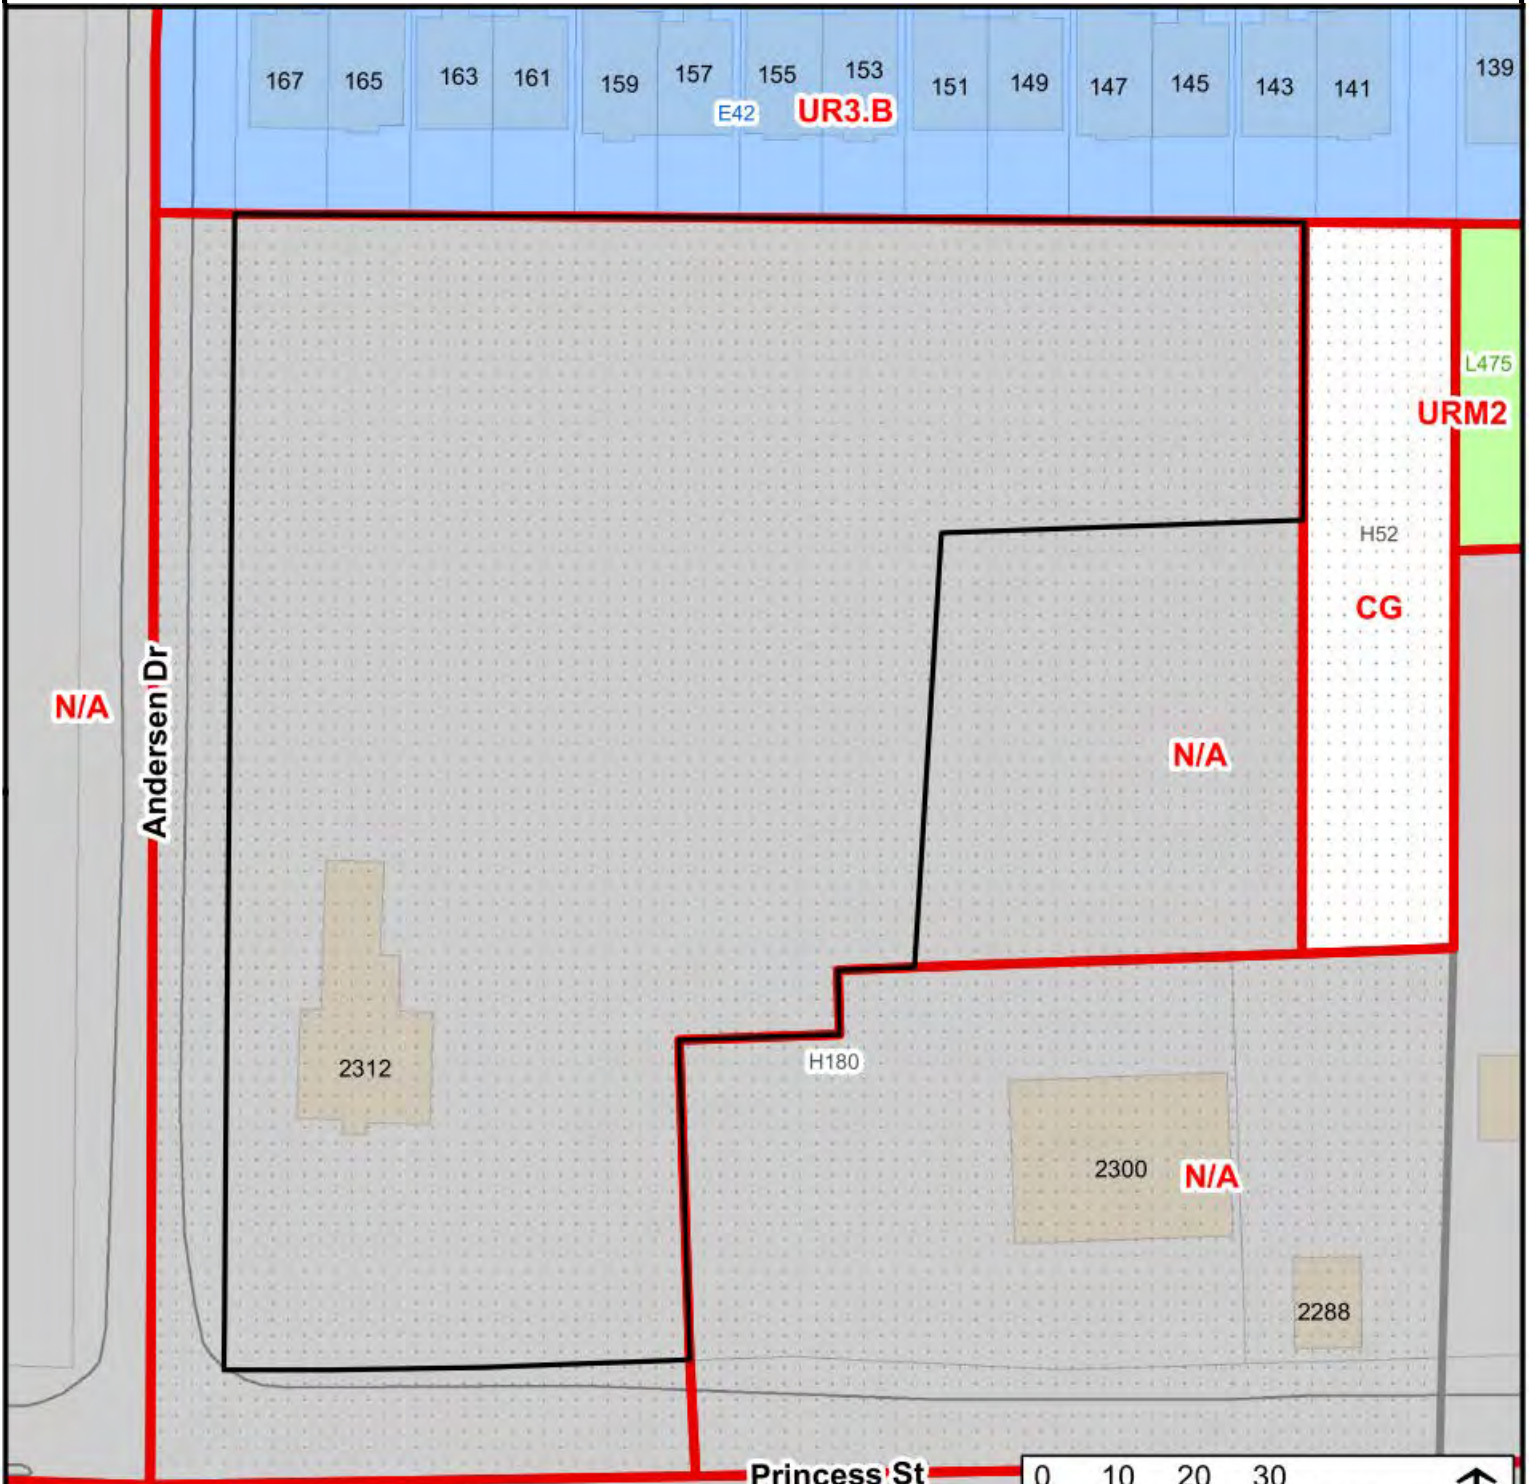 167 165 163 161 159 157 155 153 151 149 147 145 143 141 139
E42 UR3.B
L475
URM2
H52
CG
N/A
Andersen Dr
N/A
H180
2312
2300
N/A
2288
Princess St
0 10 20 30